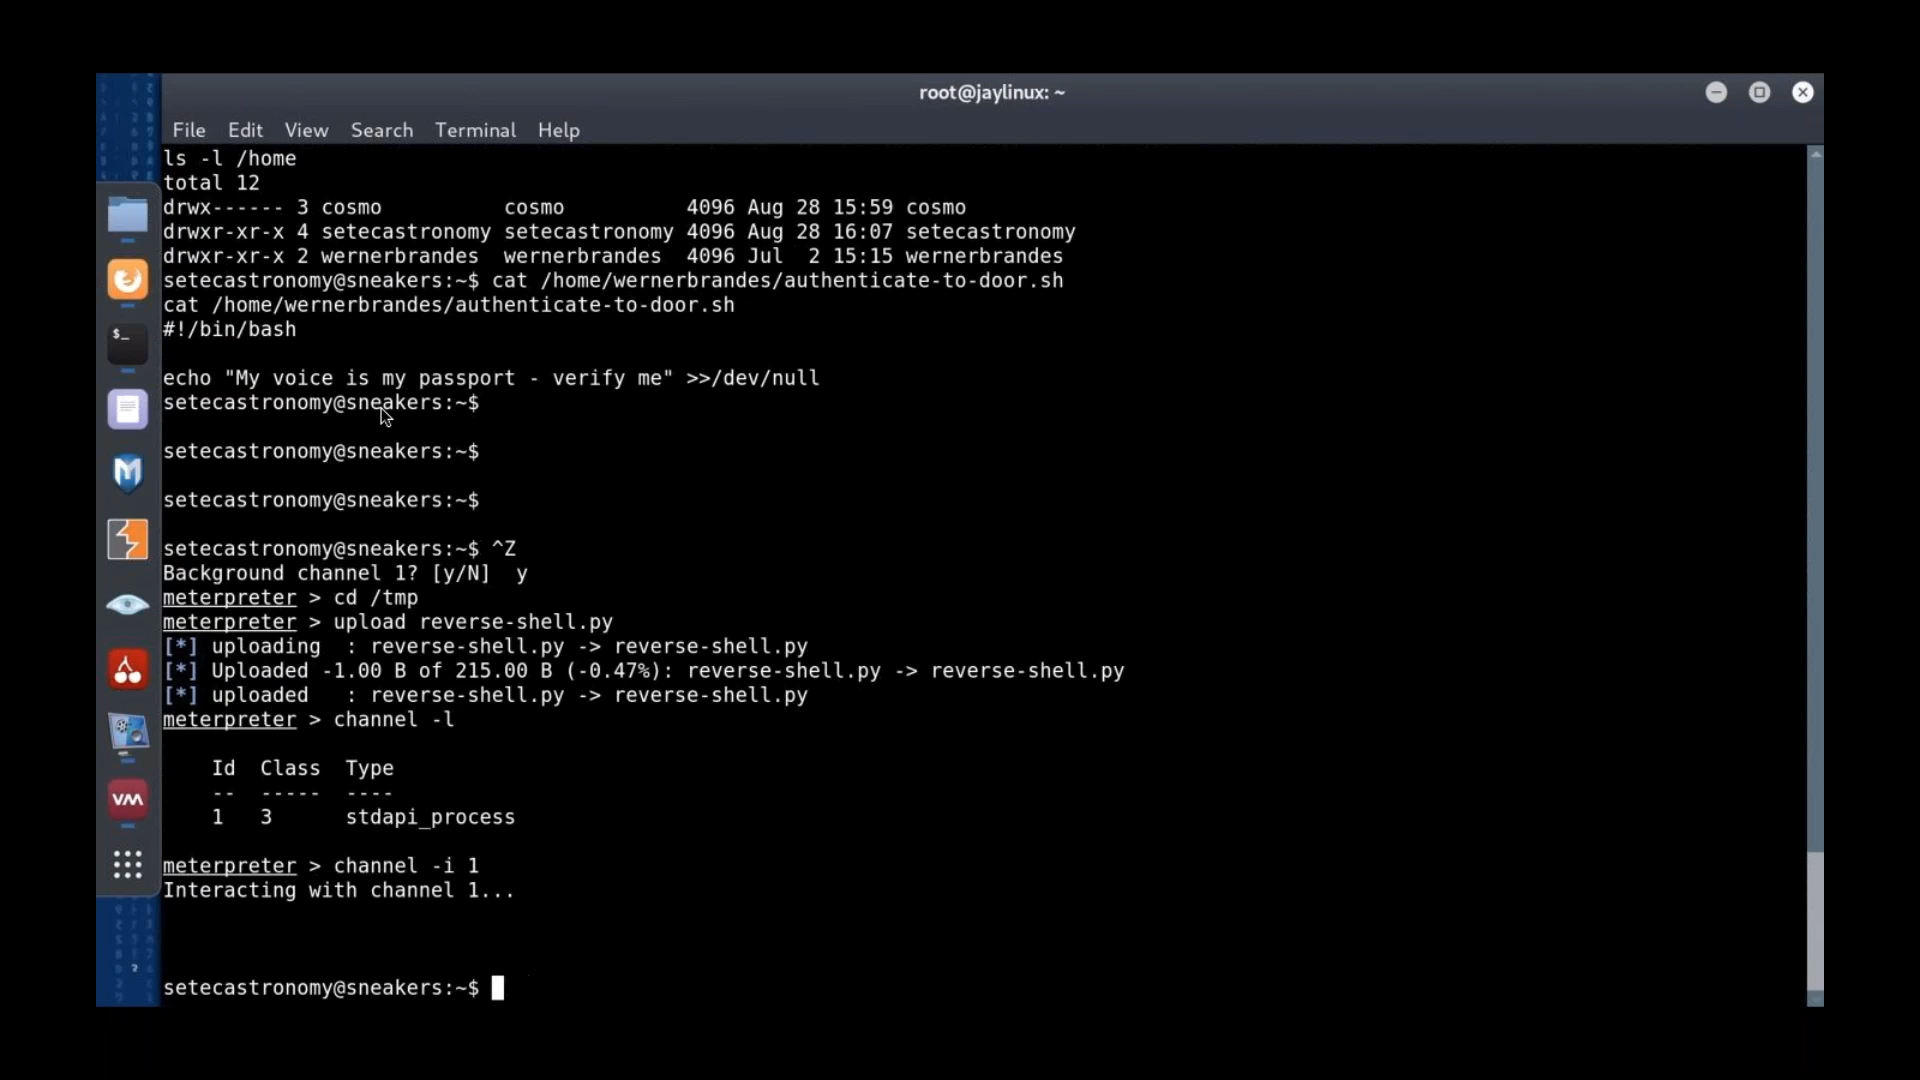 root@jaylinux: ~
File Edit View Search Terminal Help
ls -l /home
total 12
drwx------ 3 cosmo          cosmo          4096 Aug 28 15:59 cosmo
drwxr-xr-x 4 setecastronomy setecastronomy 4096 Aug 28 16:07 setecastronomy
drwxr-xr-x 2 wernerbrandes  wernerbrandes  4096 Jul  2 15:15 wernerbrandes
setecastronomy@sneakers:~$ cat /home/wernerbrandes/authenticate-to-door.sh
cat /home/wernerbrandes/authenticate-to-door.sh
#!/bin/bash
echo "My voice is my passport - verify me" >>/dev/null
setecastronomy@sneakers:~$
setecastronomy@sneakers:~$
setecastronomy@sneakers:~$
setecastronomy@sneakers:~$ ^Z
Background channel 1? [y/N]  y
meterpreter > cd /tmp
meterpreter > upload reverse-shell.py
[*] uploading  : reverse-shell.py -> reverse-shell.py
[*] Uploaded -1.00 B of 215.00 B (-0.47%): reverse-shell.py -> reverse-shell.py
[*] uploaded   : reverse-shell.py -> reverse-shell.py
meterpreter > channel -l
    Id  Class  Type
    --  -----  ----
    1   3      stdapi_process
meterpreter > channel -i 1
Interacting with channel 1...
setecastronomy@sneakers:~$